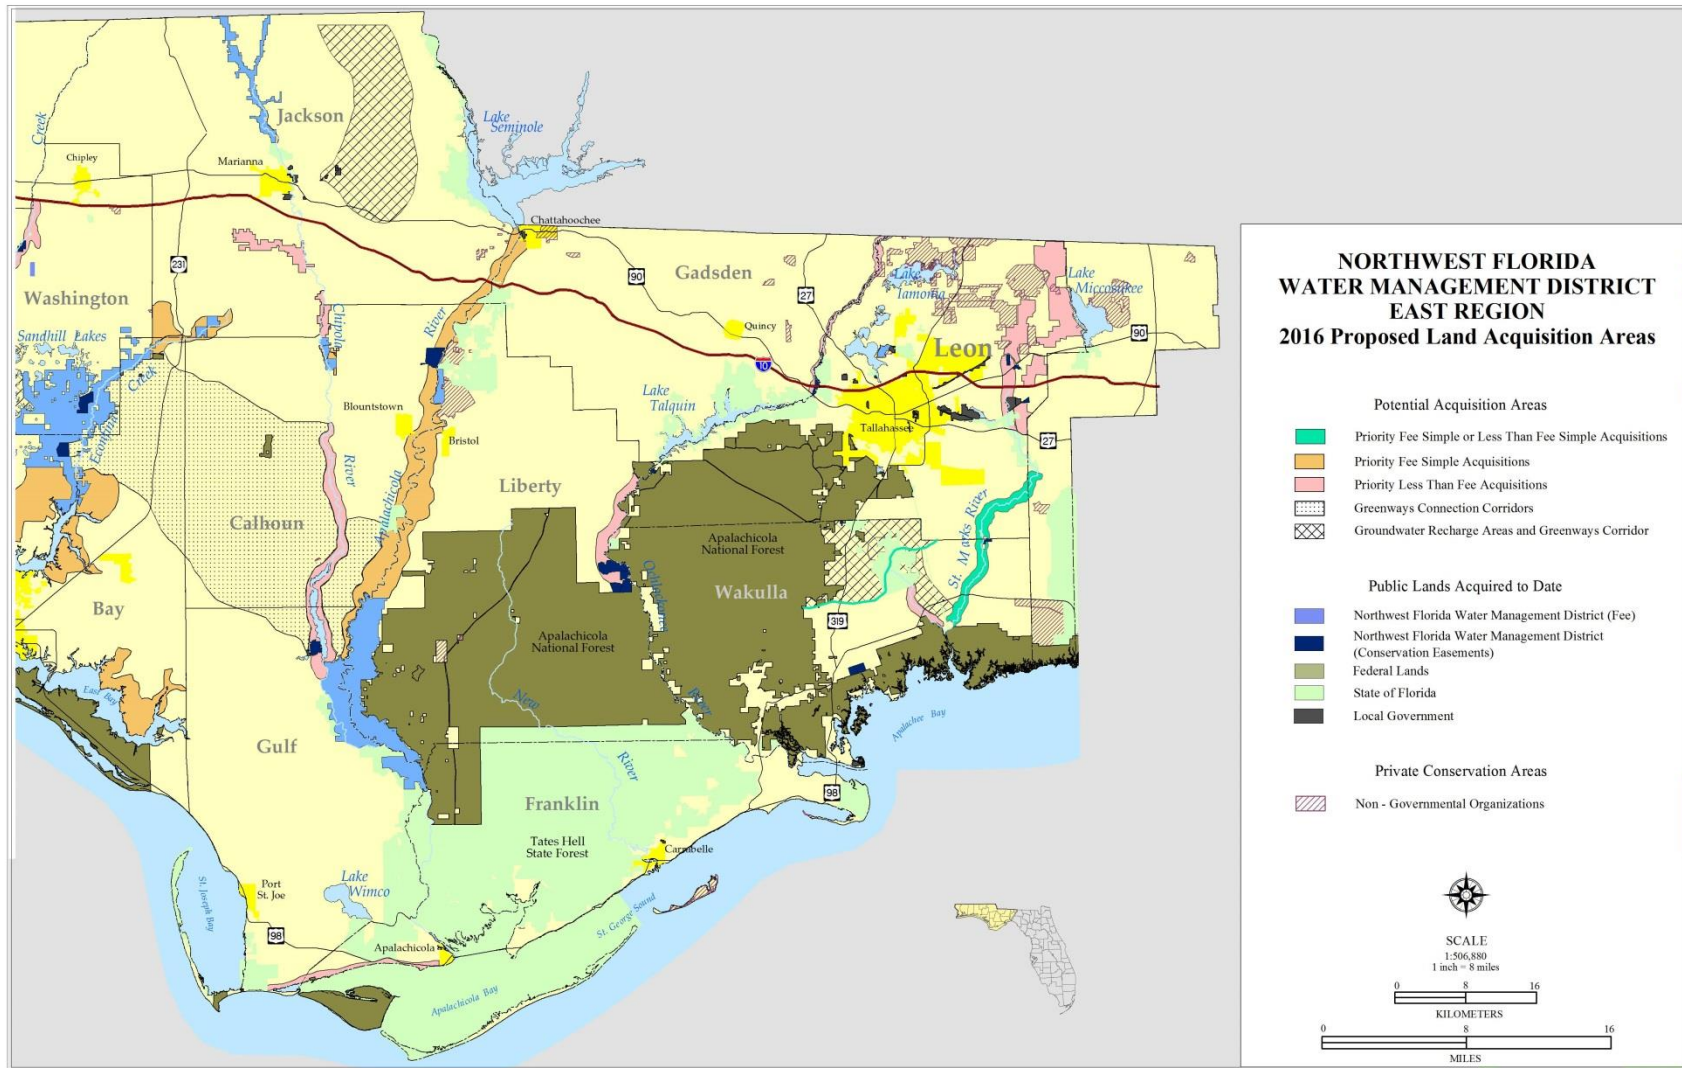 Jackson
Lake
Seminole
Creek
Chipley
Marianna
Chattahoochee
231
90
Gadsden
27
Lake
Iamonia
Lake
Miccosukee
Washington
Sandhill Lakes
Chipola
River
Quincy
90
Leon
10
Econfina
Creek
Lake
Talquin
Blountstown
Bristol
Tallahassee
27
River
Apalachicola
Liberty
Calhoun
Apalachicola
National Forest
Ochlockonee
River
Wakulla
St. Marks River
Bay
319
Apalachicola
National Forest
New
River
East Bay
Apalachee Bay
Gulf
98
Franklin
Tates Hell
State Forest
Carrabelle
Port
St. Joe
Lake
Wimco
St. Joseph Bay
98
Apalachicola
St. George Sound
Apalachicola Bay
NORTHWEST FLORIDA
WATER MANAGEMENT DISTRICT
EAST REGION
2016 Proposed Land Acquisition Areas
Potential Acquisition Areas
Priority Fee Simple or Less Than Fee Simple Acquisitions
Priority Fee Simple Acquisitions
Priority Less Than Fee Acquisitions
Greenways Connection Corridors
Groundwater Recharge Areas and Greenways Corridor
Public Lands Acquired to Date
Northwest Florida Water Management District (Fee)
Northwest Florida Water Management District
(Conservation Easements)
Federal Lands
State of Florida
Local Government
Private Conservation Areas
Non - Governmental Organizations
SCALE
1:506,880
1 inch = 8 miles
0 8 16
KILOMETERS
0 8 16
MILES